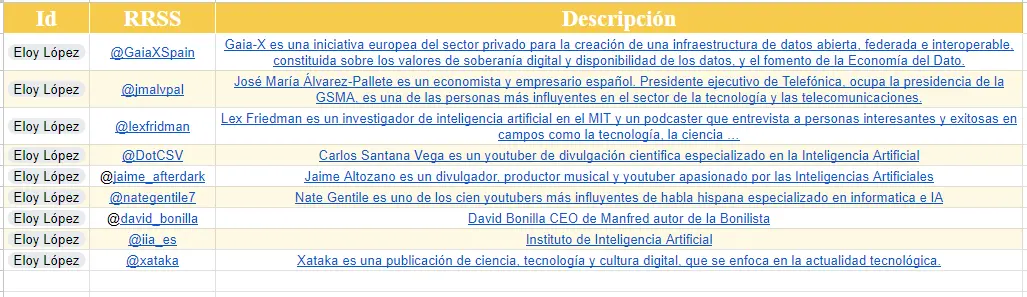 Id RRSS Descripción
Eloy López @GaiaXSpain Gaia-X es una iniciativa europea del sector privado para la creación de una infraestructura de datos abierta, federada e interoperable,
constituida sobre los valores de soberanía digital y disponibilidad de los datos, y el fomento de la Economía del Dato.
Eloy López @jmalvpal José María Álvarez-Pallete es un economista y empresario español. Presidente ejecutivo de Telefónica, ocupa la presidencia de la
GSMA, es una de las personas más influyentes en el sector de la tecnología y las telecomunicaciones.
Eloy López @lexfridman Lex Friedman es un investigador de inteligencia artificial en el MIT y un podcaster que entrevista a personas interesantes y exitosas en
campos como la tecnología, la ciencia ...
Eloy López @DotCSV Carlos Santana Vega es un youtuber de divulgación cientifica especializado en la Inteligencia Artificial
Eloy López @jaime_afterdark Jaime Altozano es un divulgador, productor musical y youtuber apasionado por las Inteligencias Artificiales
Eloy López @nategentile7 Nate Gentile es uno de los cien youtubers más influyentes de habla hispana especializado en informatica e IA
Eloy López @david_bonilla David Bonilla CEO de Manfred autor de la Bonilista
Eloy López @iia_es Instituto de Inteligencia Artificial
Eloy López @xataka Xataka es una publicación de ciencia, tecnología y cultura digital, que se enfoca en la actualidad tecnológica.